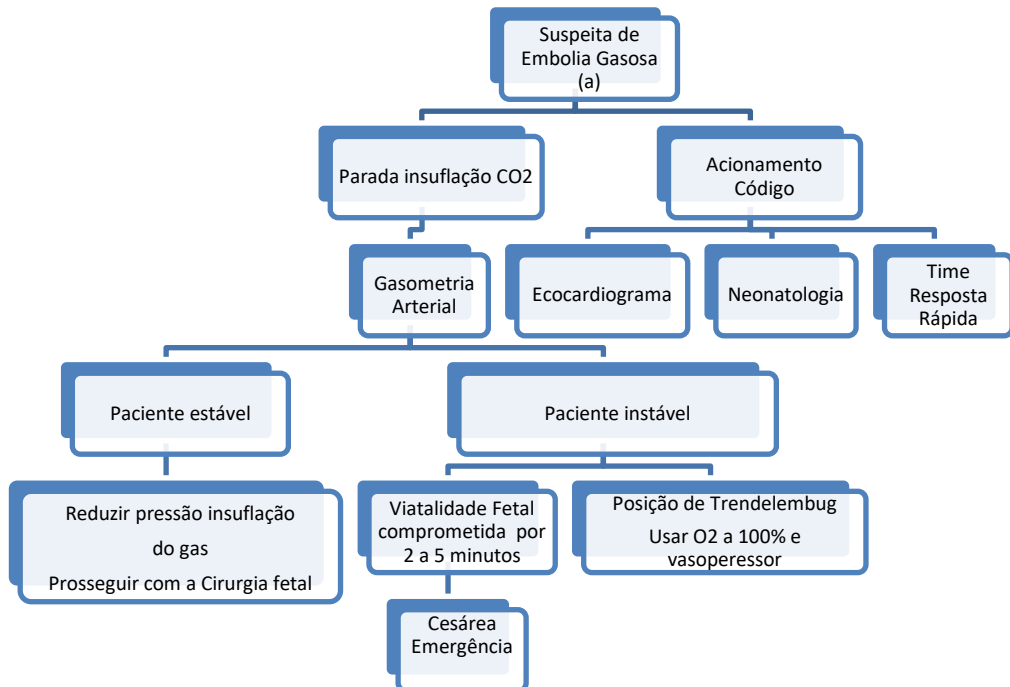 Suspeita de
Embolia Gasosa
(a)
Parada insuflação CO2
Acionamento
Código
Gasometria
Arterial
Ecocardiograma
Neonatologia
Time
Resposta
Rápida
Paciente estável
Paciente instável
Reduzir pressão insuflação
do gas
Prosseguir com a Cirurgia fetal
Viatalidade Fetal
comprometida por
2 a 5 minutos
Posição de Trendelembug
Usar O2 a 100% e
vasoperessor
Cesárea
Emergência